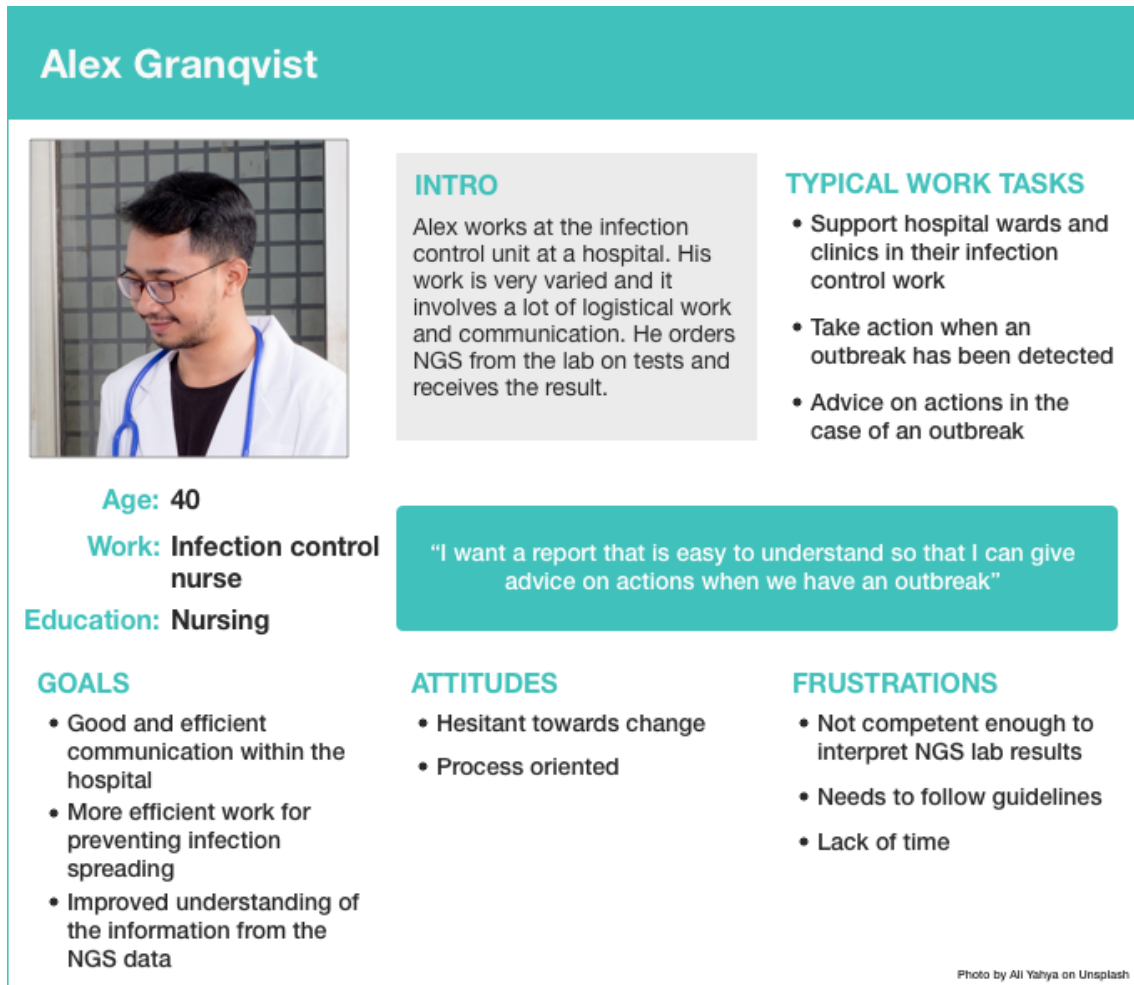 Alex Granqvist
INTRO
Alex works at the infection
control unit at a hospital. His
work is very varied and it
involves a lot of logistical work
and communication. He orders
NGS from the lab on tests and
receives the result.
TYPICAL WORK TASKS
• Support hospital wards and
clinics in their infection
control work
• Take action when an
outbreak has been detected
• Advice on actions in the
case of an outbreak
Age: 40
Work: Infection control
nurse
Education: Nursing
“I want a report that is easy to understand so that I can give
advice on actions when we have an outbreak”
GOALS
• Good and efficient
communication within the
hospital
• More efficient work for
preventing infection
spreading
• Improved understanding of
the information from the
NGS data
ATTITUDES
• Hesitant towards change
• Process oriented
FRUSTRATIONS
• Not competent enough to
interpret NGS lab results
• Needs to follow guidelines
• Lack of time
Photo by Ali Yahya on Unsplash